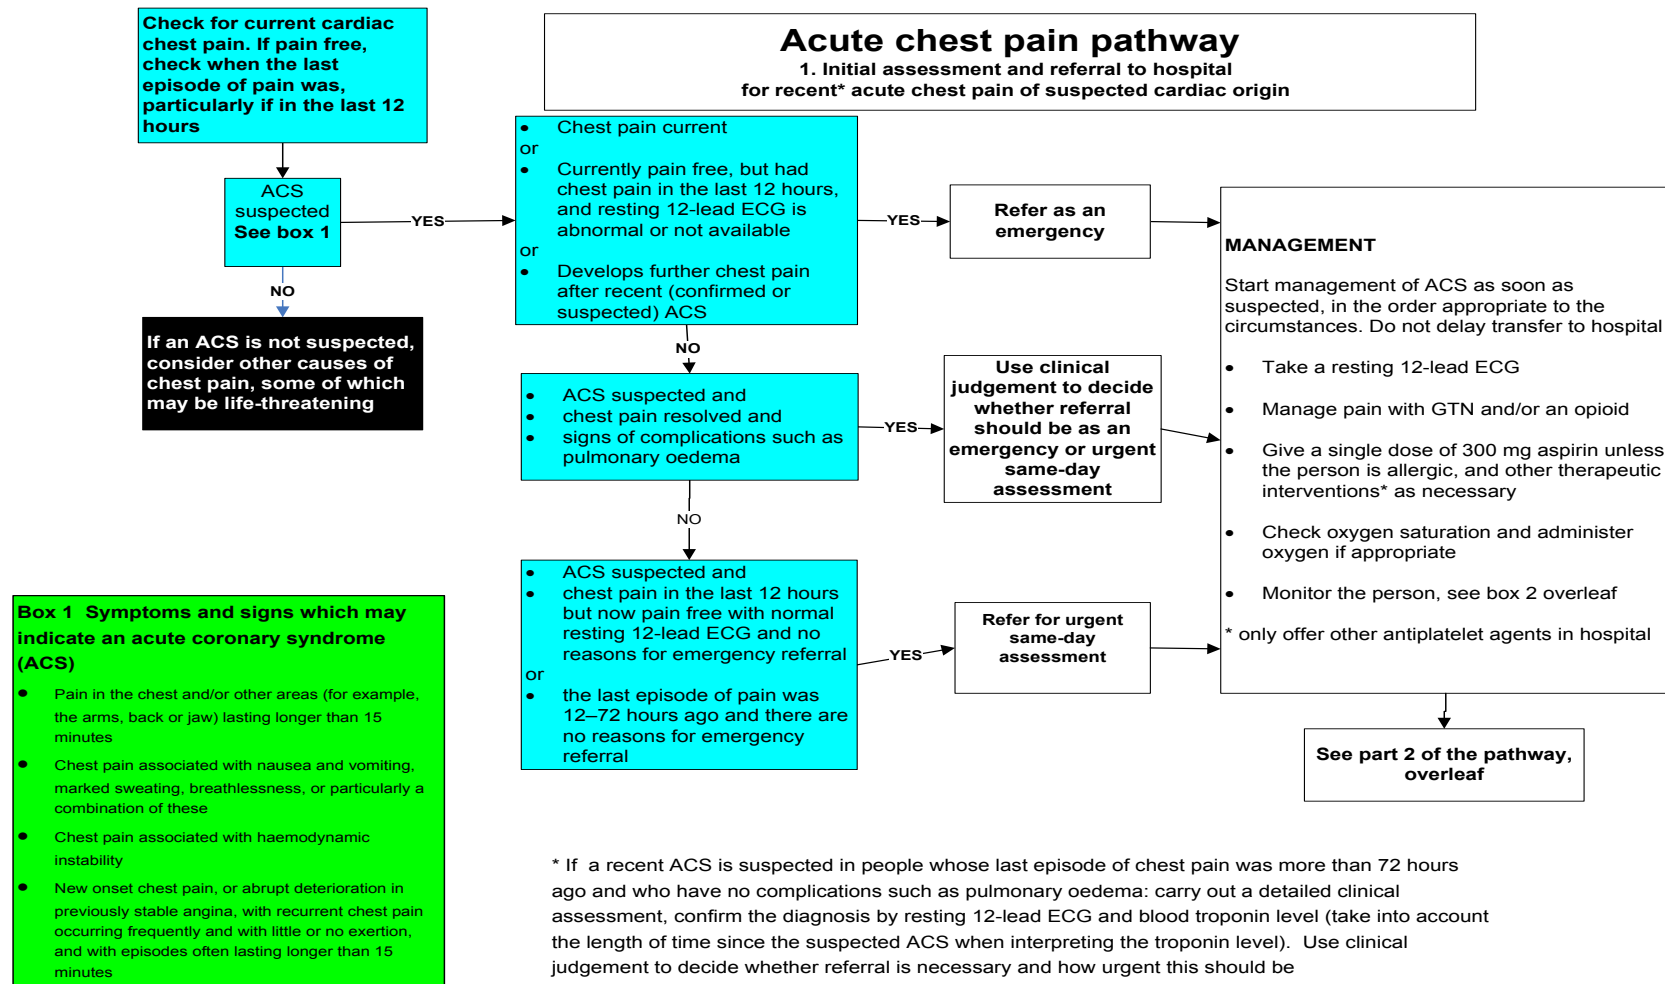 Acute chest pain pathway
1. Initial assessment and referral to hospital
for recent* acute chest pain of suspected cardiac origin
Check for current cardiac
chest pain. If pain free,
check when the last
episode of pain was,
particularly if in the last 12
hours
ACS
suspected
See box 1
YES
NO
If an ACS is not suspected,
consider other causes of
chest pain, some of which
may be life-threatening
• Chest pain current
or
• Currently pain free, but had
chest pain in the last 12 hours,
and resting 12-lead ECG is
abnormal or not available
or
• Develops further chest pain
after recent (confirmed or
suspected) ACS
YES
Refer as an
emergency
NO
• ACS suspected and
• chest pain resolved and
• signs of complications such as
pulmonary oedema
YES
Use clinical
judgement to decide
whether referral
should be as an
emergency or urgent
same-day
assessment
NO
• ACS suspected and
• chest pain in the last 12 hours
but now pain free with normal
resting 12-lead ECG and no
reasons for emergency referral
or
• the last episode of pain was
12–72 hours ago and there are
no reasons for emergency
referral
YES
Refer for urgent
same-day
assessment
MANAGEMENT
Start management of ACS as soon as
suspected, in the order appropriate to the
circumstances. Do not delay transfer to hospital
• Take a resting 12-lead ECG
• Manage pain with GTN and/or an opioid
• Give a single dose of 300 mg aspirin unless
the person is allergic, and other therapeutic
interventions* as necessary
• Check oxygen saturation and administer
oxygen if appropriate
• Monitor the person, see box 2 overleaf
* only offer other antiplatelet agents in hospital
See part 2 of the pathway,
overleaf
Box 1 Symptoms and signs which may
indicate an acute coronary syndrome
(ACS)
• Pain in the chest and/or other areas (for example,
the arms, back or jaw) lasting longer than 15
minutes
• Chest pain associated with nausea and vomiting,
marked sweating, breathlessness, or particularly a
combination of these
• Chest pain associated with haemodynamic
instability
• New onset chest pain, or abrupt deterioration in
previously stable angina, with recurrent chest pain
occurring frequently and with little or no exertion,
and with episodes often lasting longer than 15
minutes
* If a recent ACS is suspected in people whose last episode of chest pain was more than 72 hours
ago and who have no complications such as pulmonary oedema: carry out a detailed clinical
assessment, confirm the diagnosis by resting 12-lead ECG and blood troponin level (take into account
the length of time since the suspected ACS when interpreting the troponin level). Use clinical
judgement to decide whether referral is necessary and how urgent this should be